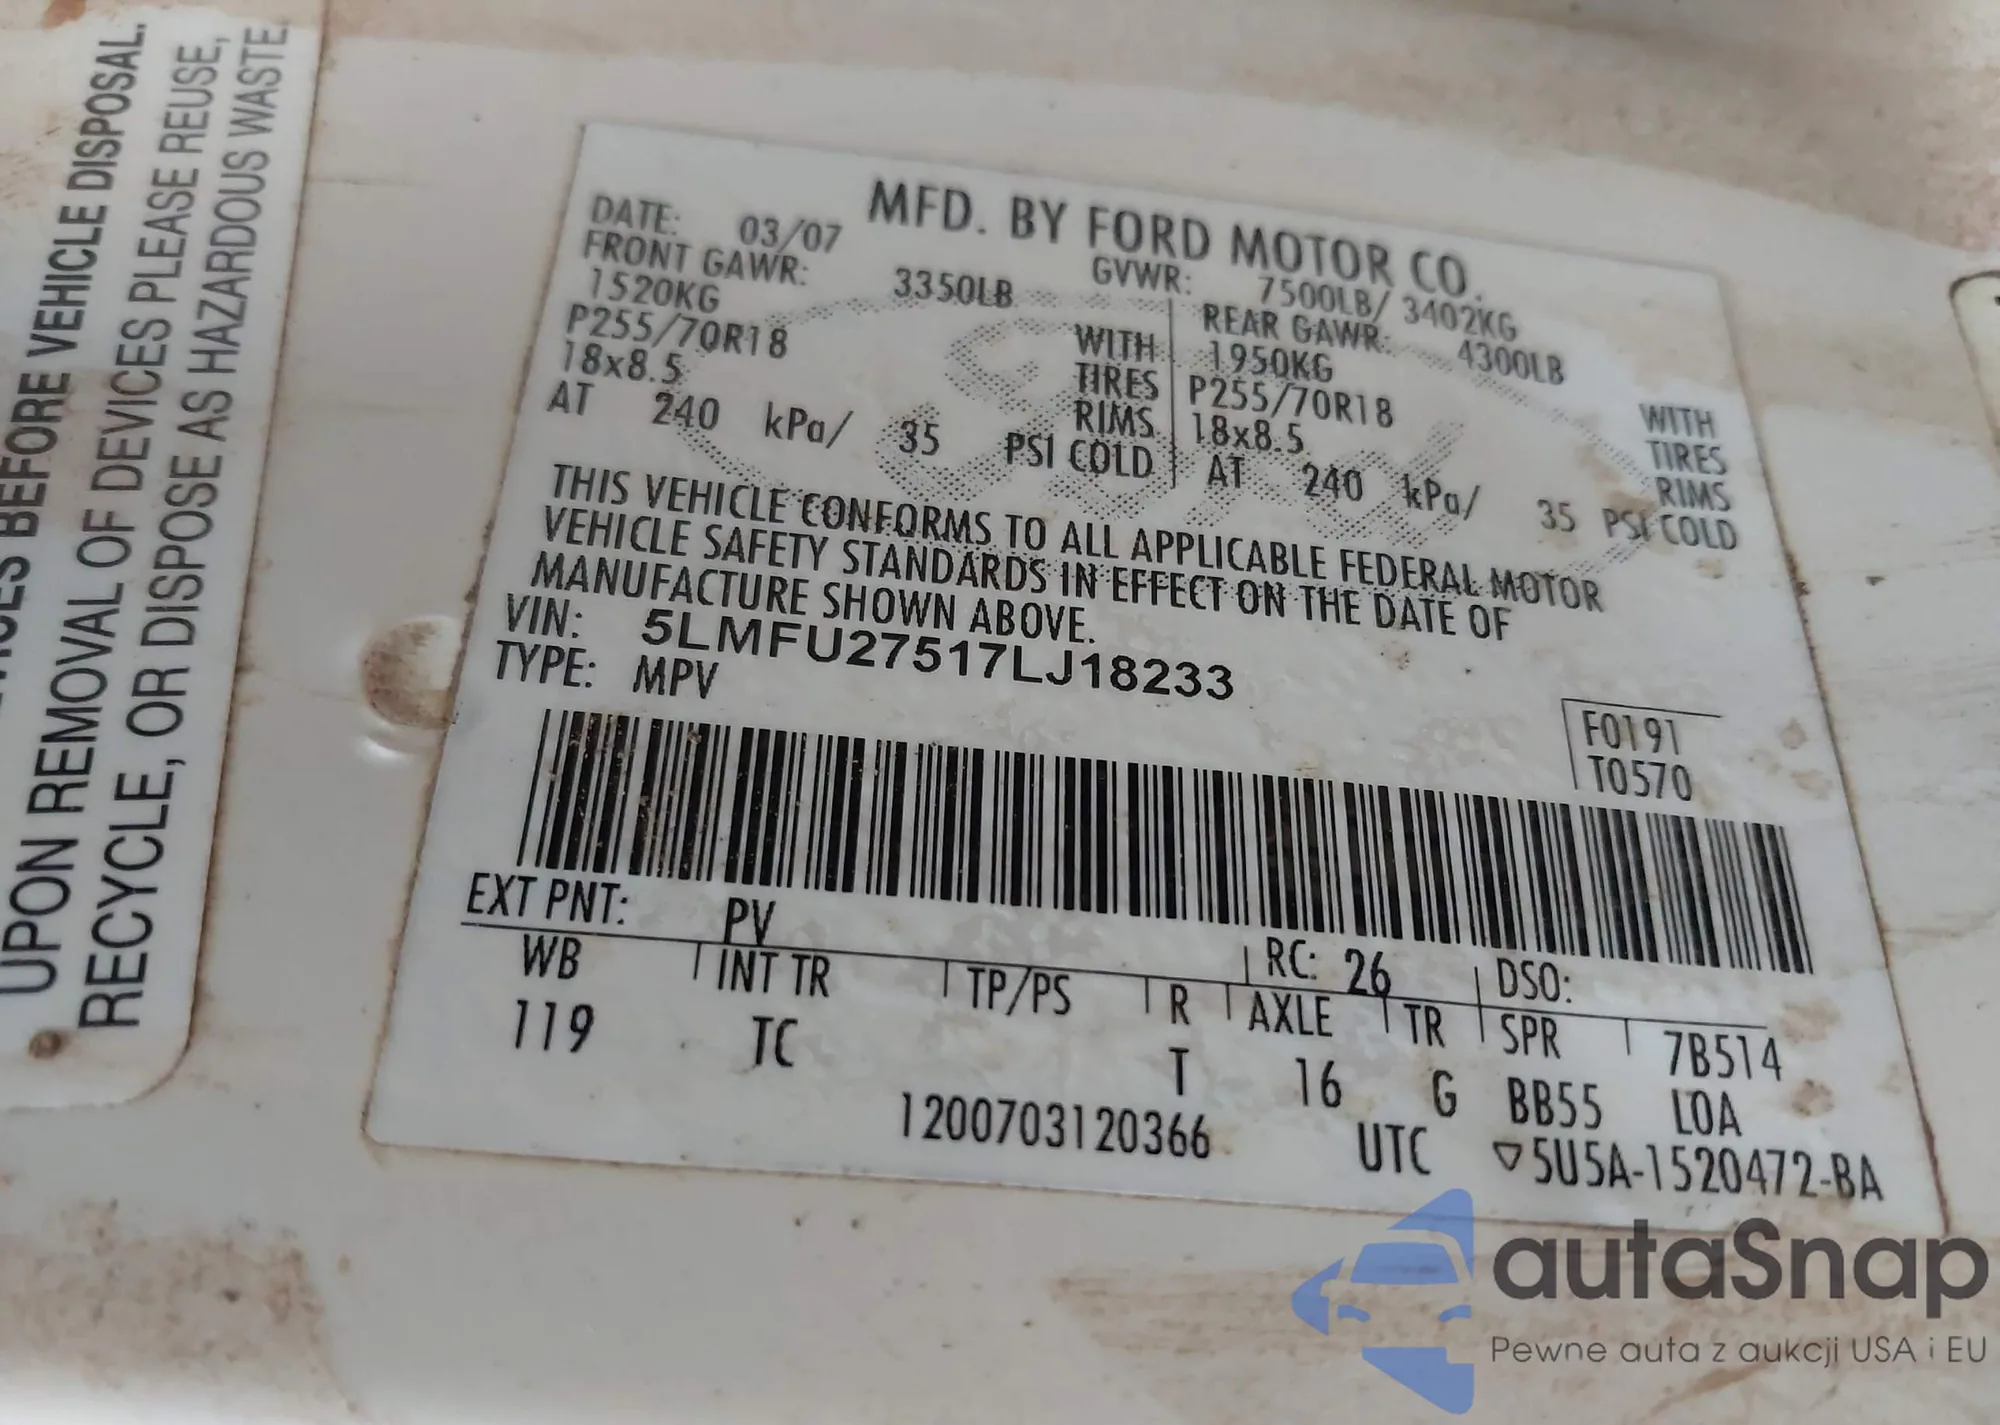 VICES BEFORE VEHICLE DISPOSAL.
UPON REMOVAL OF DEVICES PLEASE REUSE,
RECYCLE, OR DISPOSE AS HAZARDOUS WASTE.
MFD. BY FORD MOTOR CO.
DATE: 03/07 GVWR: 7500LB/ 3402KG
FRONT GAWR: 3350LB REAR GAWR: 4300LB
1520KG WITH 1950KG WITH
P255/70R18 TIRES P255/70R18 TIRES
18x8.5 RIMS 18x8.5 RIMS
AT 240 kPa/ 35 PSI COLD AT 240 kPa/ 35 PSI COLD
THIS VEHICLE CONFORMS TO ALL APPLICABLE FEDERAL MOTOR
VEHICLE SAFETY STANDARDS IN EFFECT ON THE DATE OF
MANUFACTURE SHOWN ABOVE.
VIN: 5LMFU27517LJ18233
TYPE: MPV
F0191
T0570
EXT PNT: PV RC: 26 DSO:
WB INT TR TP/PS R AXLE TR SPR 7B514
119 TC T 16 G BB55 LOA
1200703120366 UTC ▽5U5A-1520472-BA
autaSnap
Pewne auta z aukcji USA i EU